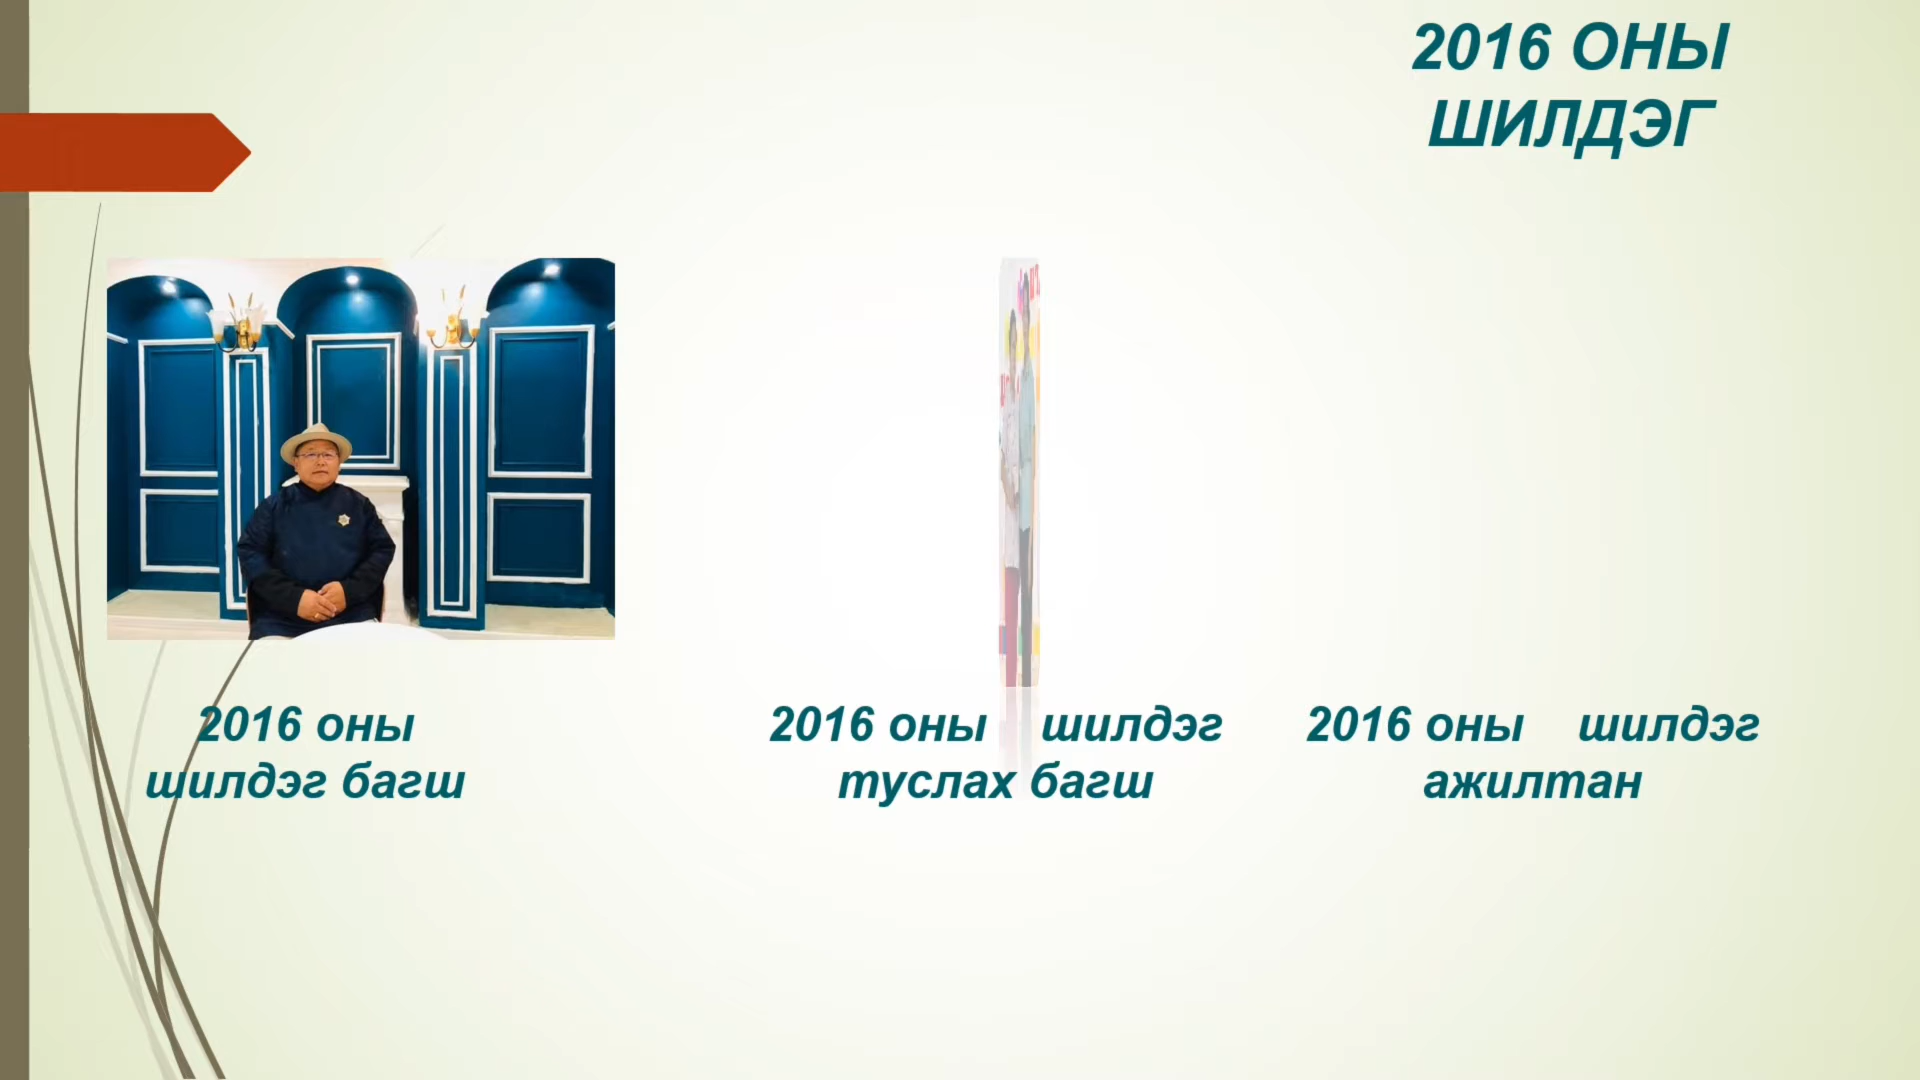 2016 ОНЫ
ШИЛДЭГ
2016 оны
шилдэг багш
2016 оны шилдэг
туслах багш
2016 оны шилдэг
ажилтан